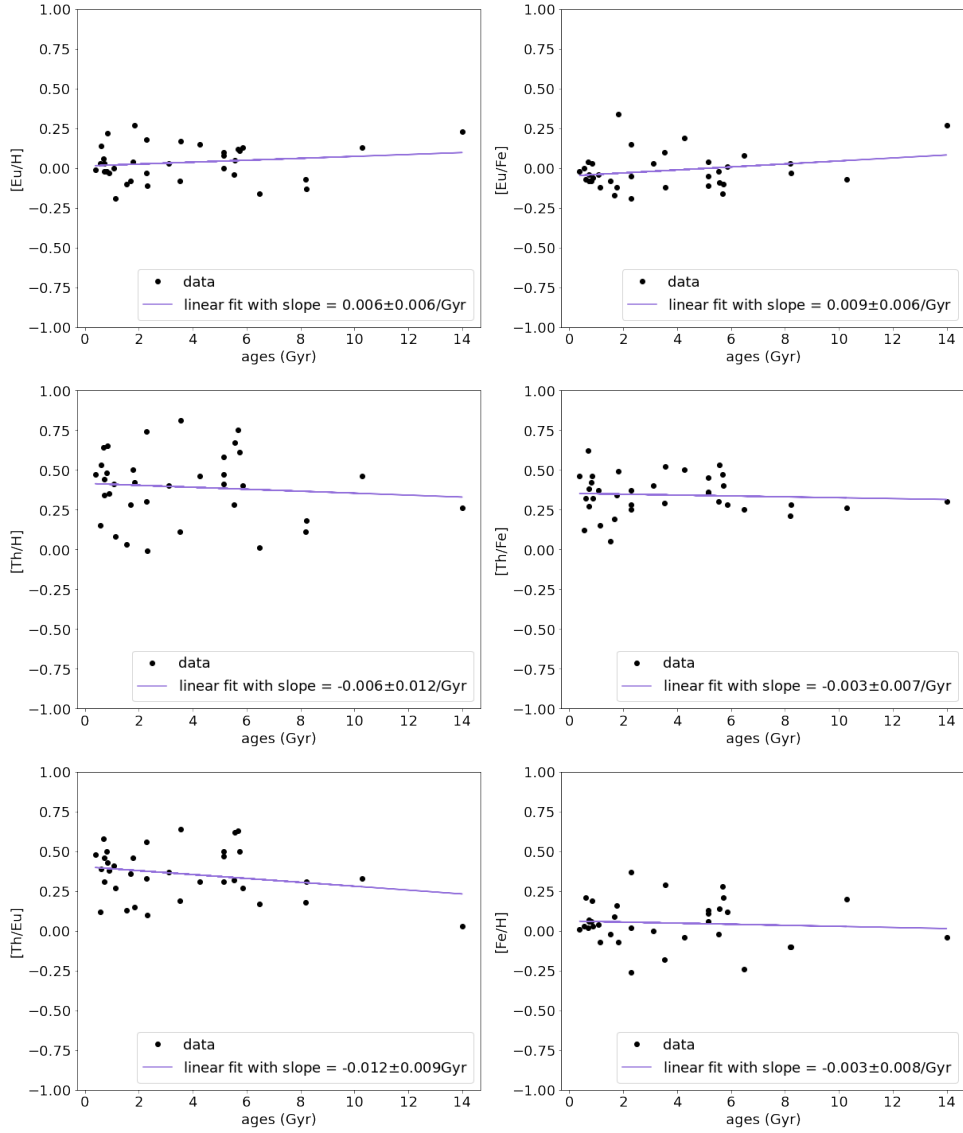 1.00
0.75
0.50
0.25
0.00
−0.25
−0.50
−0.75
−1.00
[Eu/H]
data
linear fit with slope = 0.006±0.006/Gyr
0 2 4 6 8 10 12 14
ages (Gyr)
1.00
0.75
0.50
0.25
0.00
−0.25
−0.50
−0.75
−1.00
[Eu/Fe]
data
linear fit with slope = 0.009±0.006/Gyr
0 2 4 6 8 10 12 14
ages (Gyr)
1.00
0.75
0.50
0.25
0.00
−0.25
−0.50
−0.75
−1.00
[Th/H]
data
linear fit with slope = -0.006±0.012/Gyr
0 2 4 6 8 10 12 14
ages (Gyr)
1.00
0.75
0.50
0.25
0.00
−0.25
−0.50
−0.75
−1.00
[Th/Fe]
data
linear fit with slope = -0.003±0.007/Gyr
0 2 4 6 8 10 12 14
ages (Gyr)
1.00
0.75
0.50
0.25
0.00
−0.25
−0.50
−0.75
−1.00
[Th/Eu]
data
linear fit with slope = -0.012±0.009Gyr
0 2 4 6 8 10 12 14
ages (Gyr)
1.00
0.75
0.50
0.25
0.00
−0.25
−0.50
−0.75
−1.00
[Fe/H]
data
linear fit with slope = -0.003±0.008/Gyr
0 2 4 6 8 10 12 14
ages (Gyr)